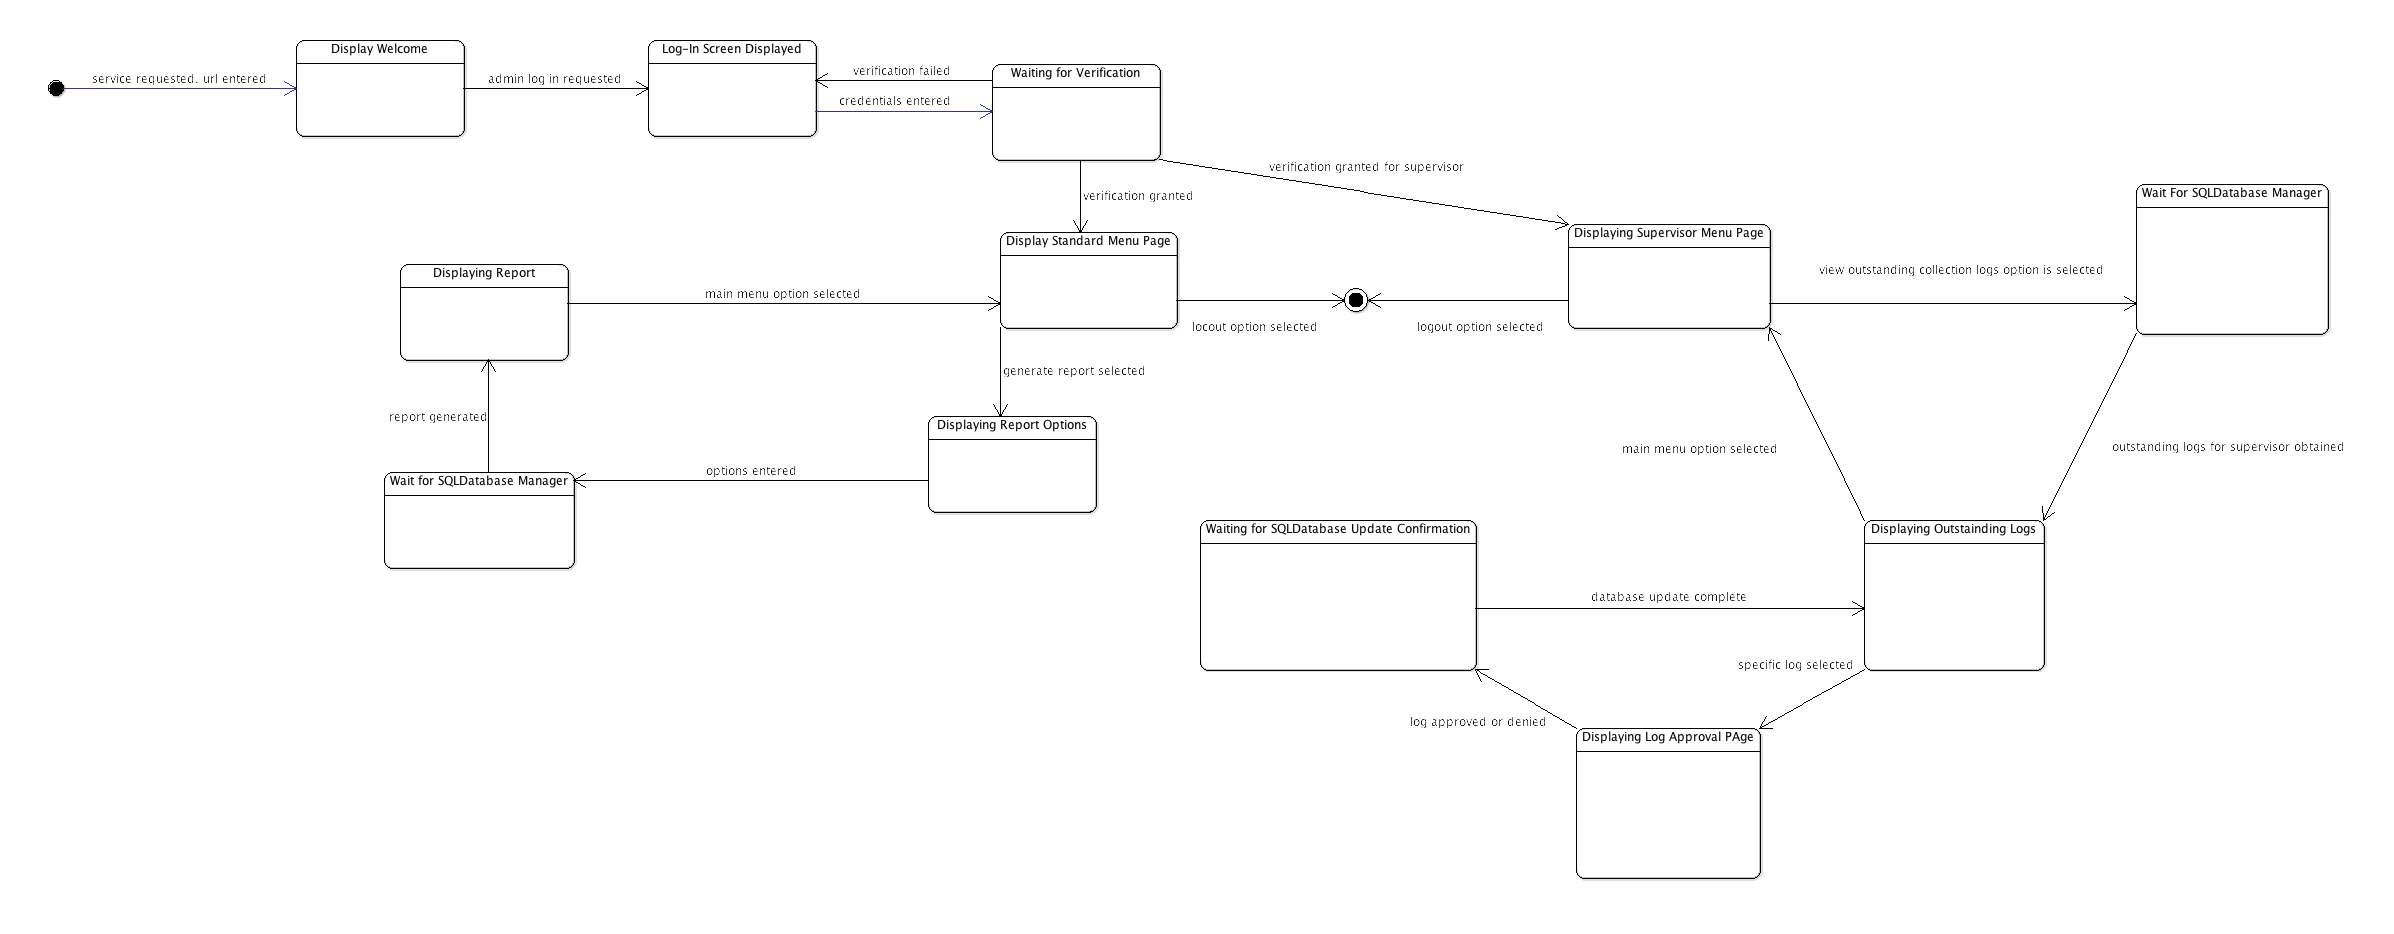 Display Welcome
Log-In Screen Displayed
service requested. url entered
admin log in requested
verification failed
Waiting for Verification
credentials entered
verification granted for supervisor
verification granted
Wait For SQLDatabase Manager
Display Standard Menu Page
Displaying Supervisor Menu Page
Displaying Report
main menu option selected
view outstanding collection logs option is selected
locout option selected
logout option selected
generate report selected
report generated
Displaying Report Options
main menu option selected
outstanding logs for supervisor obtained
options entered
Wait for SQLDatabase Manager
Waiting for SQLDatabase Update Confirmation
Displaying Outstainding Logs
database update complete
specific log selected
log approved or denied
Displaying Log Approval PAge